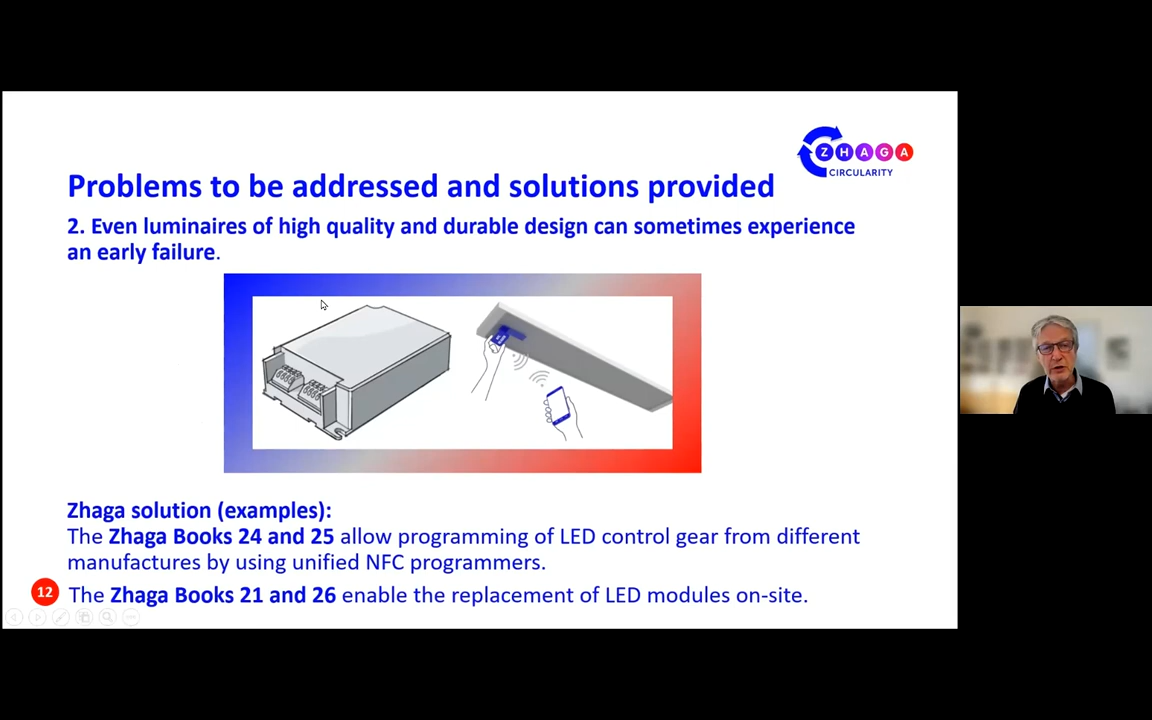 ZHAGA
CIRCULARITY
Problems to be addressed and solutions provided
2. Even luminaires of high quality and durable design can sometimes experience
an early failure.
Zhaga solution (examples):
The Zhaga Books 24 and 25 allow programming of LED control gear from different
manufactures by using unified NFC programmers.
12 The Zhaga Books 21 and 26 enable the replacement of LED modules on-site.